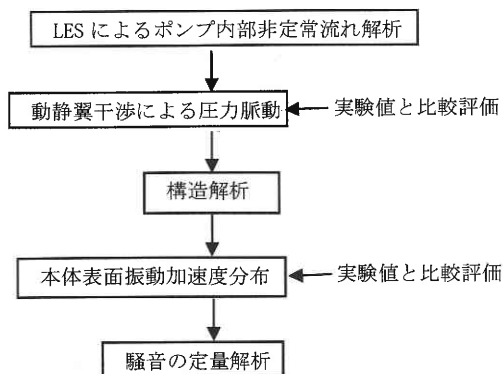 LESによるポンプ内部非定常流れ解析
動静翼干渉による圧力脈動
実験値と比較評価
構造解析
本体表面振動加速度分布
実験値と比較評価
騒音の定量解析